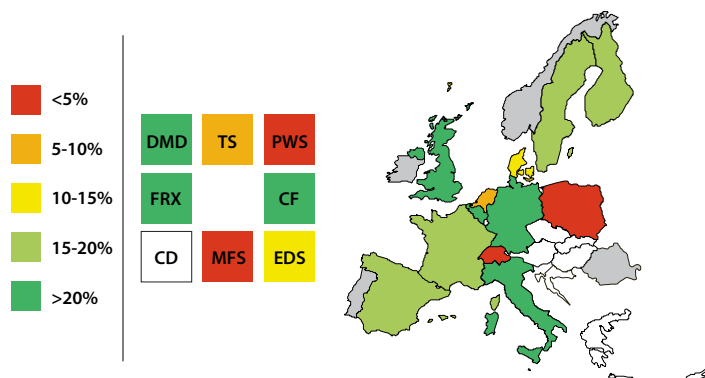 <5%
5-10%
10-15%
15-20%
>20%
DMD TS PWS
FRX CF
CD MFS EDS